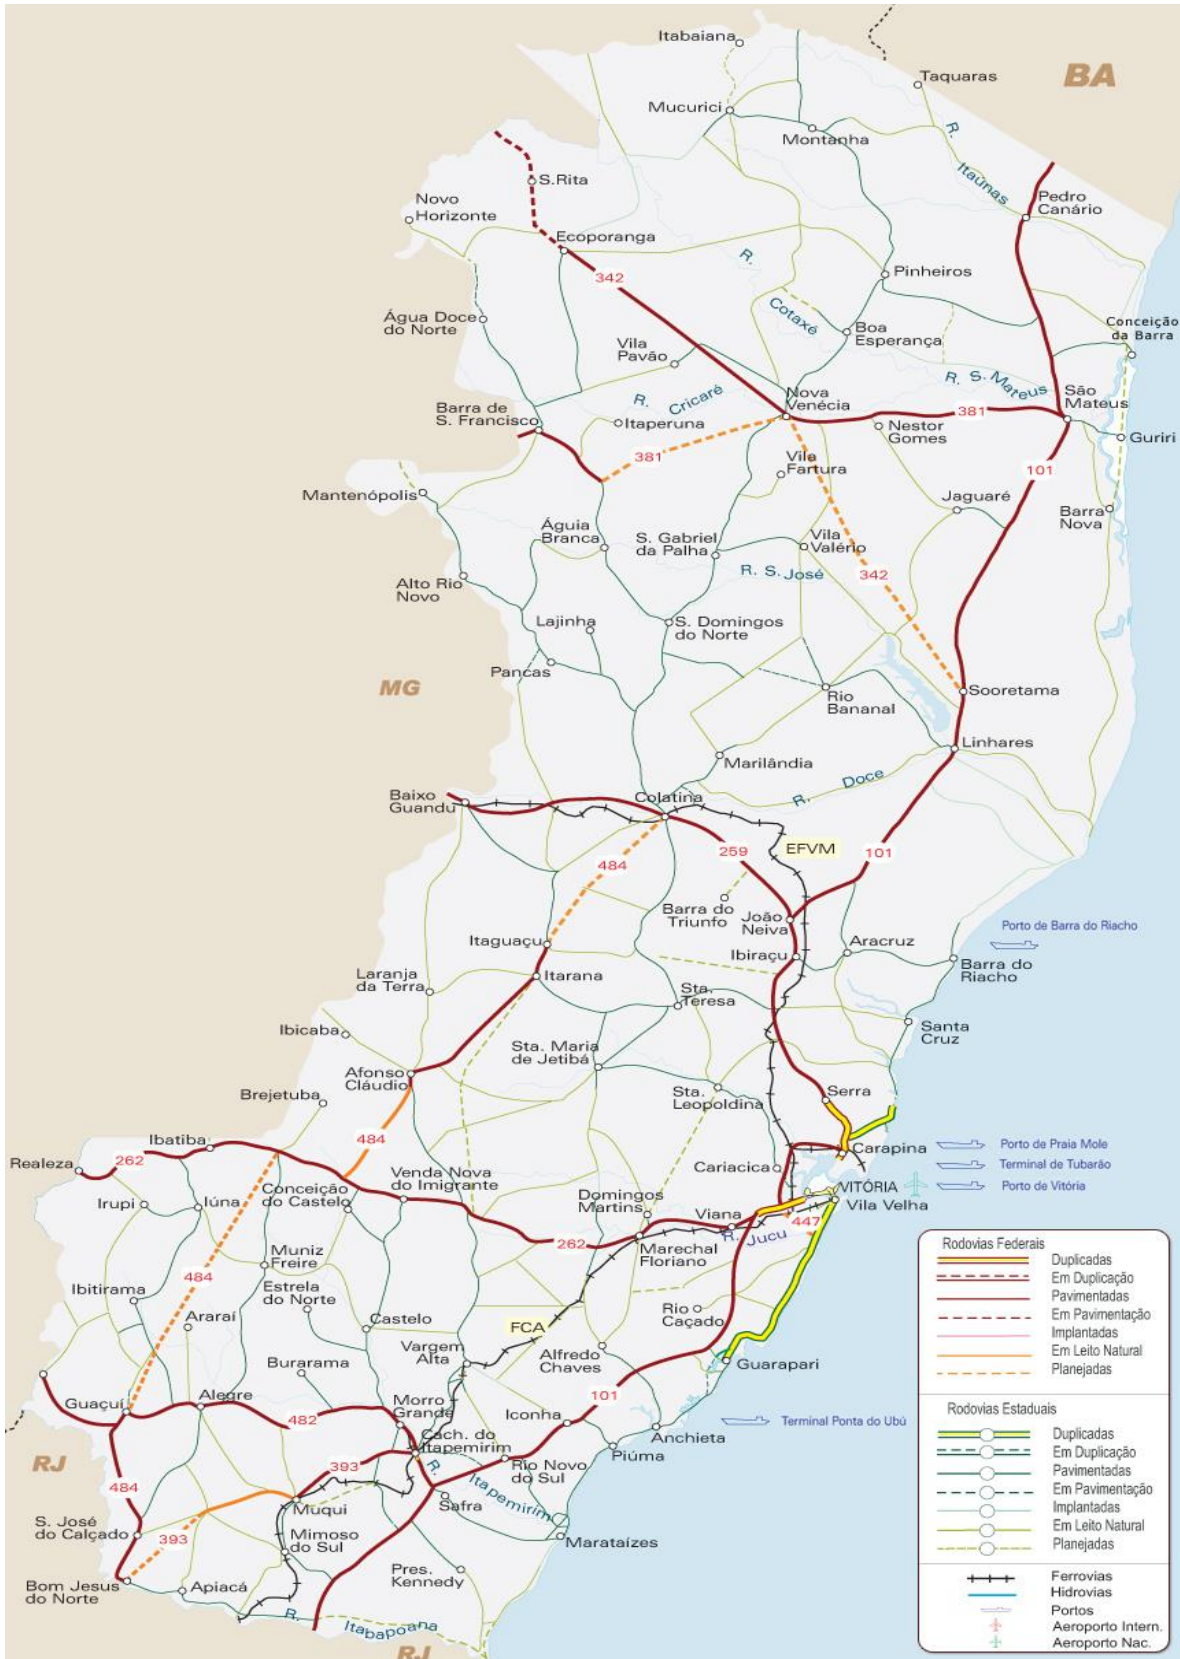 Itabaiana
BA
Taquaras
Mucurici
R.
Itaúnas
Montanha
S.Rita
Pedro
Canário
Novo
Horizonte
Ecoporanga
342
R.
Cotaxé
Pinheiros
Água Doce
do Norte
Boa
Esperança
Conceição
da Barra
Vila
Pavão
R. S. Mateus
R. Cricaré
Nova
Venécia
São
Mateus
Barra de
S. Francisco
Itaperuna
381
Nestor
Gomes
Guriri
381
Vila
Fartura
101
Mantenópolis
Jaguaré
Barra
Nova
Águia
Branca
S. Gabriel
da Palha
Vila
Valério
R. S. José
342
Alto Rio
Novo
Lajinha
S. Domingos
do Norte
Pancas
MG
Rio
Bananal
Sooretama
Linhares
Marilândia
R. Doce
Baixo
Guandu
Colatina
259
EFVM
101
484
Barra do
Triunfo
João
Neiva
Porto de Barra do Riacho
Itaguaçu
Ibiraçu
Aracruz
Barra do
Riacho
Laranja
da Terra
Itarana
Sta.
Teresa
Ibicaba
Santa
Cruz
Sta. Maria
de Jetibá
Afonso
Cláudio
Sta.
Leopoldina
Serra
Brejetuba
484
Ibatiba
Carapina
Porto de Praia Mole
Realeza
262
Cariacica
Terminal de Tubarão
Venda Nova
do Imigrante
VITÓRIA
Porto de Vitória
Irupi
Iúna
Conceição
do Castelo
Domingos
Martins
Viana
Vila Velha
447
262
R. Jucu
Marechal
Floriano
Muniz
Freire
484
Ibitirama
Estrela
do Norte
Araraí
Castelo
FCA
Rio
Caçado
Vargem
Alta
Alfredo
Chaves
Guarapari
Burarama
Guaçuí
Alegre
482
Morro
Grande
101
Iconha
Terminal Ponta do Ubú
Anchieta
Cach. do
Itapemirim
Piúma
RJ
393
R. Itapemirim
Rio Novo
do Sul
484
Muqui
Safra
S. José
do Calçado
393
Mimoso
do Sul
Marataízes
Pres.
Kennedy
Bom Jesus
do Norte
Apiacá
R. Itabapoana
RJ
Rodovias Federais
Duplicadas
Em Duplicação
Pavimentadas
Em Pavimentação
Implantadas
Em Leito Natural
Planejadas
Rodovias Estaduais
Duplicadas
Em Duplicação
Pavimentadas
Em Pavimentação
Implantadas
Em Leito Natural
Planejadas
Ferrovias
Hidrovias
Portos
Aeroporto Intern.
Aeroporto Nac.